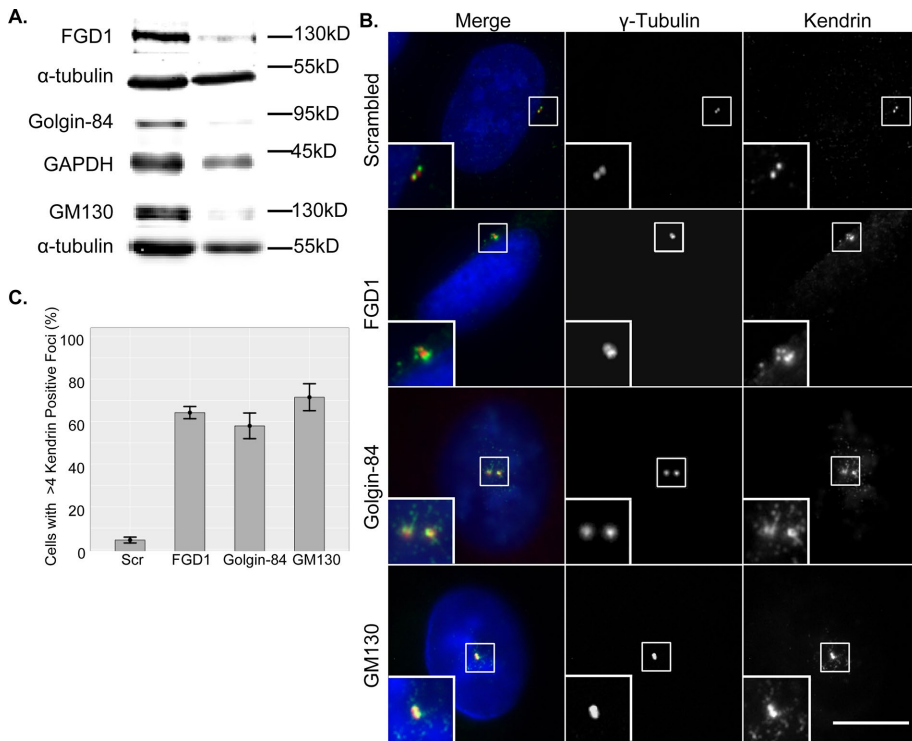 A.
FGD1
130kD
α-tubulin
55kD
Golgin-84
95kD
GAPDH
45kD
GM130
130kD
α-tubulin
55kD
B.
Merge
γ-Tubulin
Kendrin
Scrambled
FGD1
Golgin-84
GM130
C.
Cells with >4 Kendrin Positive Foci (%)
100
80
60
40
20
0
Scr
FGD1
Golgin-84
GM130